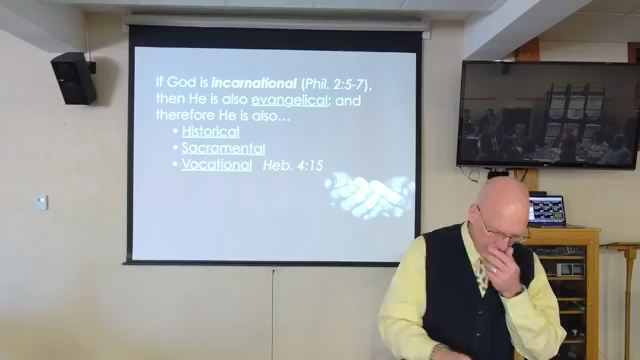 If God is incarnational (Phil. 2:5-7),
then He is also evangelical; and
therefore He is also…
• Historical
• Sacramental
• Vocational Heb. 4:15